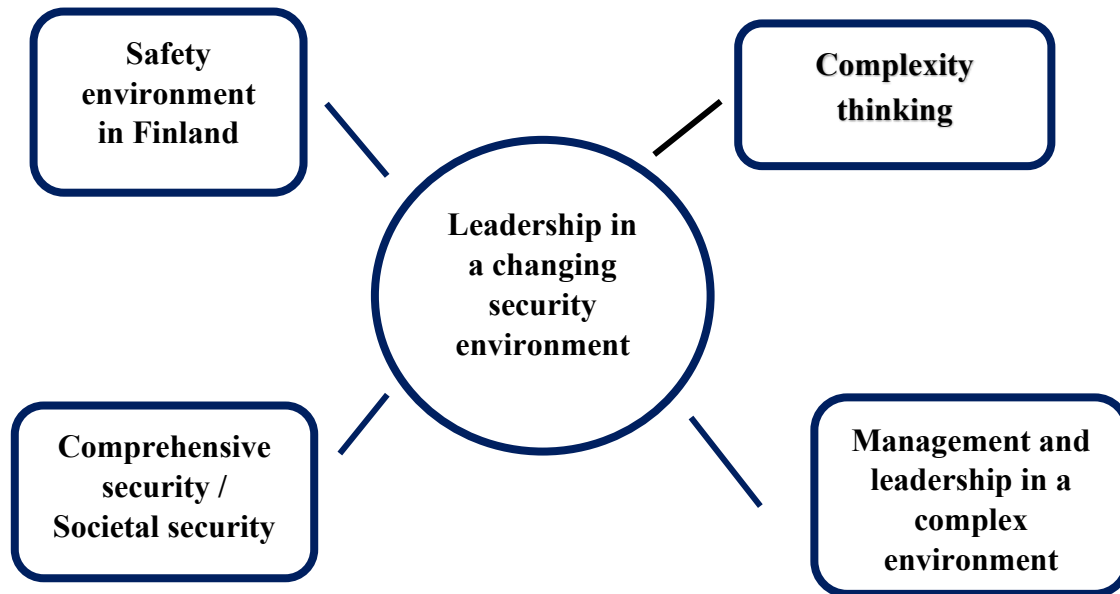 Safety
environment
in Finland
Complexity
thinking
Leadership in
a changing
security
environment
Comprehensive
security /
Societal security
Management and
leadership in a
complex
environment